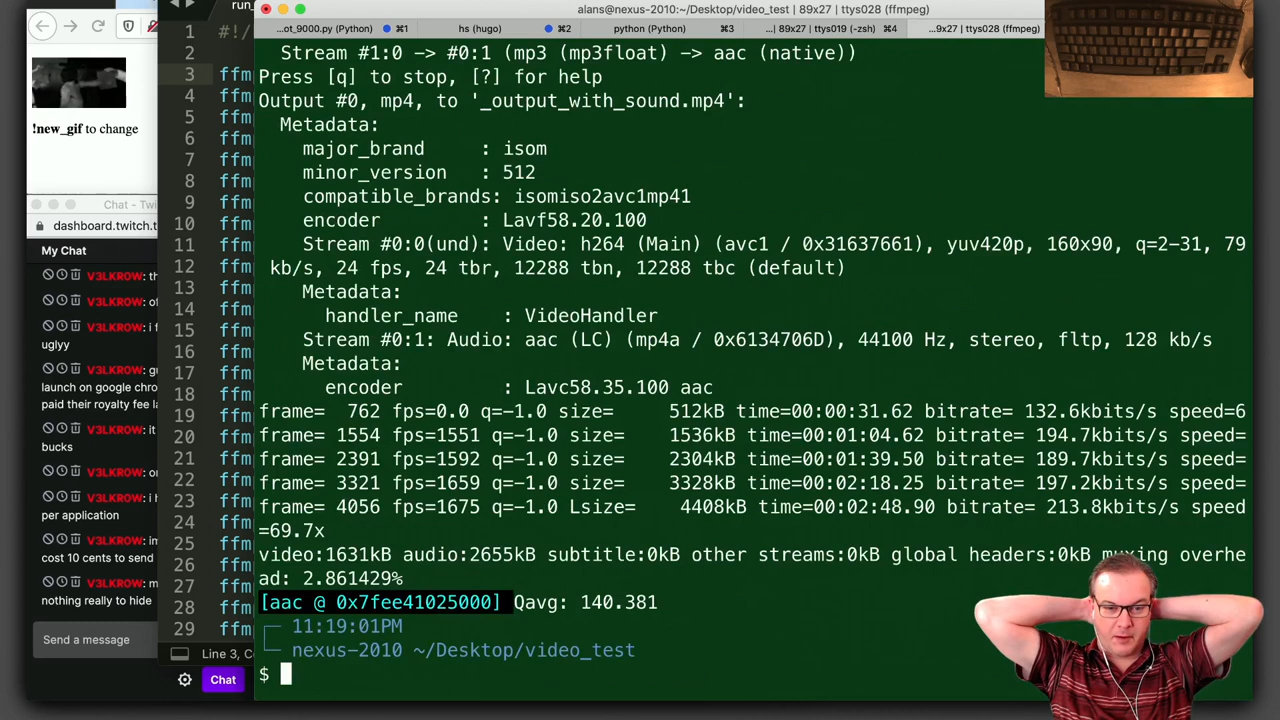 !new_gif to change
Chat - Tw
dashboard.twitch.t
My Chat
V3LKR0W: th
V3LKR0W: of
V3LKR0W: i f
uglyy
V3LKR0W: gu
launch on google chro
paid their royalty fee la
V3LKR0W: it
bucks
V3LKR0W: or
V3LKR0W: i h
per application
V3LKR0W: im
cost 10 cents to send
V3LKR0W: m
nothing really to hide
Send a message
Chat
run_
1 #!/
2
3 ffm
4 ffm
5 ffm
6 ffm
7 ffm
8 ffm
9 ffm
10 ffm
11 ffm
12 ffm
13 ffm
14 ffm
15 ffm
16 ffm
17 ffm
18 ffm
19 ffm
20 ffm
21 ffm
22 ffm
23 ffm
24 ffm
25 ffm
26 ffm
27 ffm
28 ffm
29 ffm
Line 3, C
alans@nexus-2010:~/Desktop/video_test | 89x27 | ttys028 (ffmpeg)
...ot_9000.py (Python) ⌘1 hs (hugo) ⌘2 python (Python) ⌘3 ...| 89x27 | ttys019 (-zsh) ⌘4 ...9x27 | ttys028 (ffmpeg)
Stream #1:0 -> #0:1 (mp3 (mp3float) -> aac (native))
Press [q] to stop, [?] for help
Output #0, mp4, to '_output_with_sound.mp4':
Metadata:
major_brand : isom
minor_version : 512
compatible_brands: isomiso2avc1mp41
encoder : Lavf58.20.100
Stream #0:0(und): Video: h264 (Main) (avc1 / 0x31637661), yuv420p, 160x90, q=2-31, 79
kb/s, 24 fps, 24 tbr, 12288 tbn, 12288 tbc (default)
Metadata:
handler_name : VideoHandler
Stream #0:1: Audio: aac (LC) (mp4a / 0x6134706D), 44100 Hz, stereo, fltp, 128 kb/s
Metadata:
encoder : Lavc58.35.100 aac
frame= 762 fps=0.0 q=-1.0 size= 512kB time=00:00:31.62 bitrate= 132.6kbits/s speed=6
frame= 1554 fps=1551 q=-1.0 size= 1536kB time=00:01:04.62 bitrate= 194.7kbits/s speed=
frame= 2391 fps=1592 q=-1.0 size= 2304kB time=00:01:39.50 bitrate= 189.7kbits/s speed=
frame= 3321 fps=1659 q=-1.0 size= 3328kB time=00:02:18.25 bitrate= 197.2kbits/s speed=
frame= 4056 fps=1675 q=-1.0 Lsize= 4408kB time=00:02:48.90 bitrate= 213.8kbits/s speed
=69.7x
video:1631kB audio:2655kB subtitle:0kB other streams:0kB global headers:0kB muxing overhe
ad: 2.861429%
[aac @ 0x7fee41025000] Qavg: 140.381
11:19:01PM
nexus-2010 ~/Desktop/video_test
$